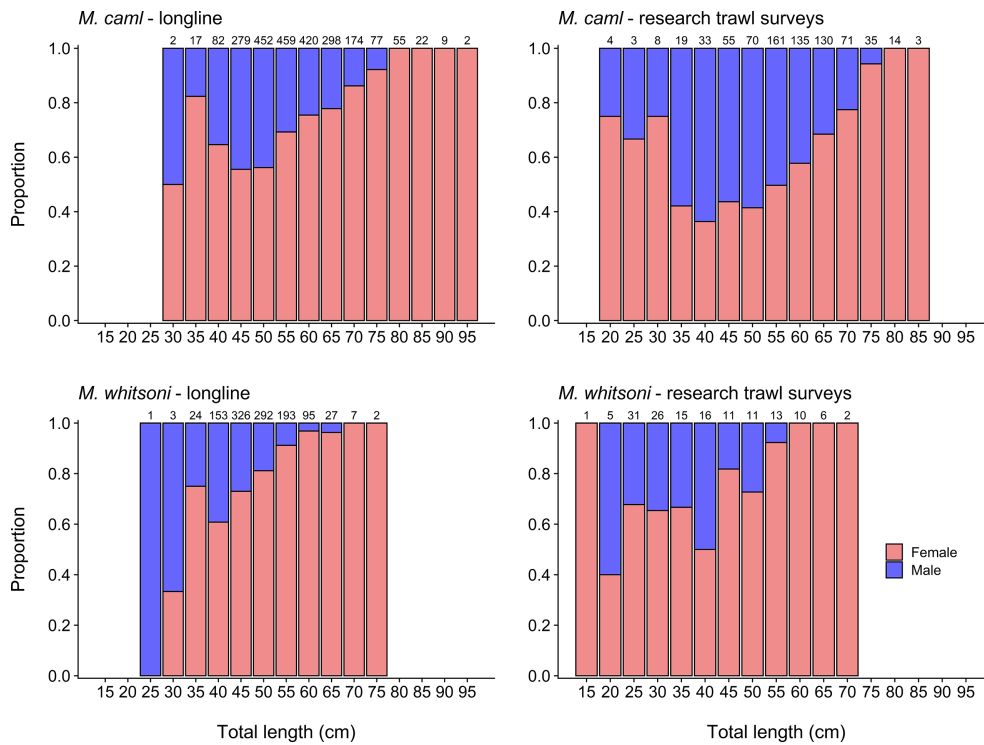 M. caml - longline
2 17 82 279 452 459 420 298 174 77 55 22 9 2
1.0
0.8
0.6
0.4
0.2
0.0
Proportion
15 20 25 30 35 40 45 50 55 60 65 70 75 80 85 90 95
M. caml - research trawl surveys
4 3 8 19 33 55 70 161 135 130 71 35 14 3
1.0
0.8
0.6
0.4
0.2
0.0
15 20 25 30 35 40 45 50 55 60 65 70 75 80 85 90 95
M. whitsoni - longline
1 3 24 153 326 292 193 95 27 7 2
1.0
0.8
0.6
0.4
0.2
0.0
Proportion
15 20 25 30 35 40 45 50 55 60 65 70 75 80 85 90 95
Total length (cm)
M. whitsoni - research trawl surveys
1 5 31 26 15 16 11 11 13 10 6 2
1.0
0.8
0.6
0.4
0.2
0.0
15 20 25 30 35 40 45 50 55 60 65 70 75 80 85 90 95
Total length (cm)
Female
Male